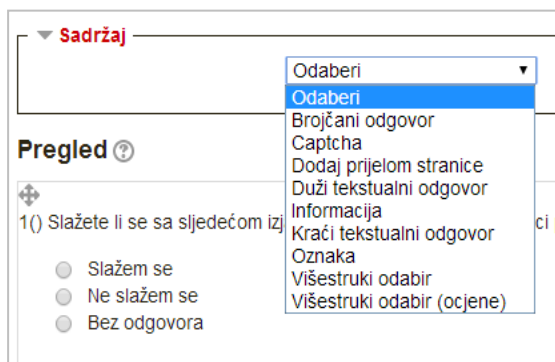 Sadržaj
Odaberi
Odaberi
Brojčani odgovor
Captcha
Dodaj prijelom stranice
Duži tekstualni odgovor
Informacija
Kraći tekstualni odgovor
Oznaka
Višestruki odabir
Višestruki odabir (ocjene)
Pregled
1() Slažete li se sa sljedećom izj ci
Slažem se
Ne slažem se
Bez odgovora